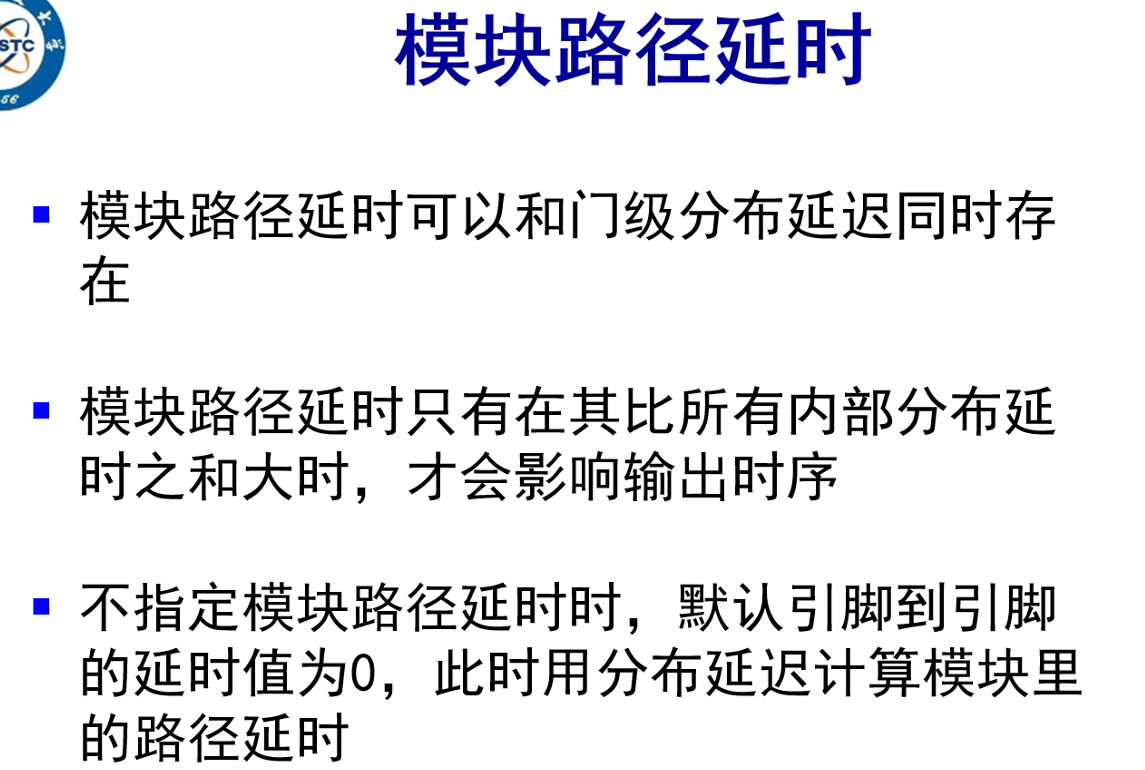 STC
56
模块路径延时
▪ 模块路径延时可以和门级分布延迟同时存
在
▪ 模块路径延时只有在其比所有内部分布延
时之和大时，才会影响输出时序
▪ 不指定模块路径延时时，默认引脚到引脚
的延时值为0，此时用分布延迟计算模块里
的路径延时